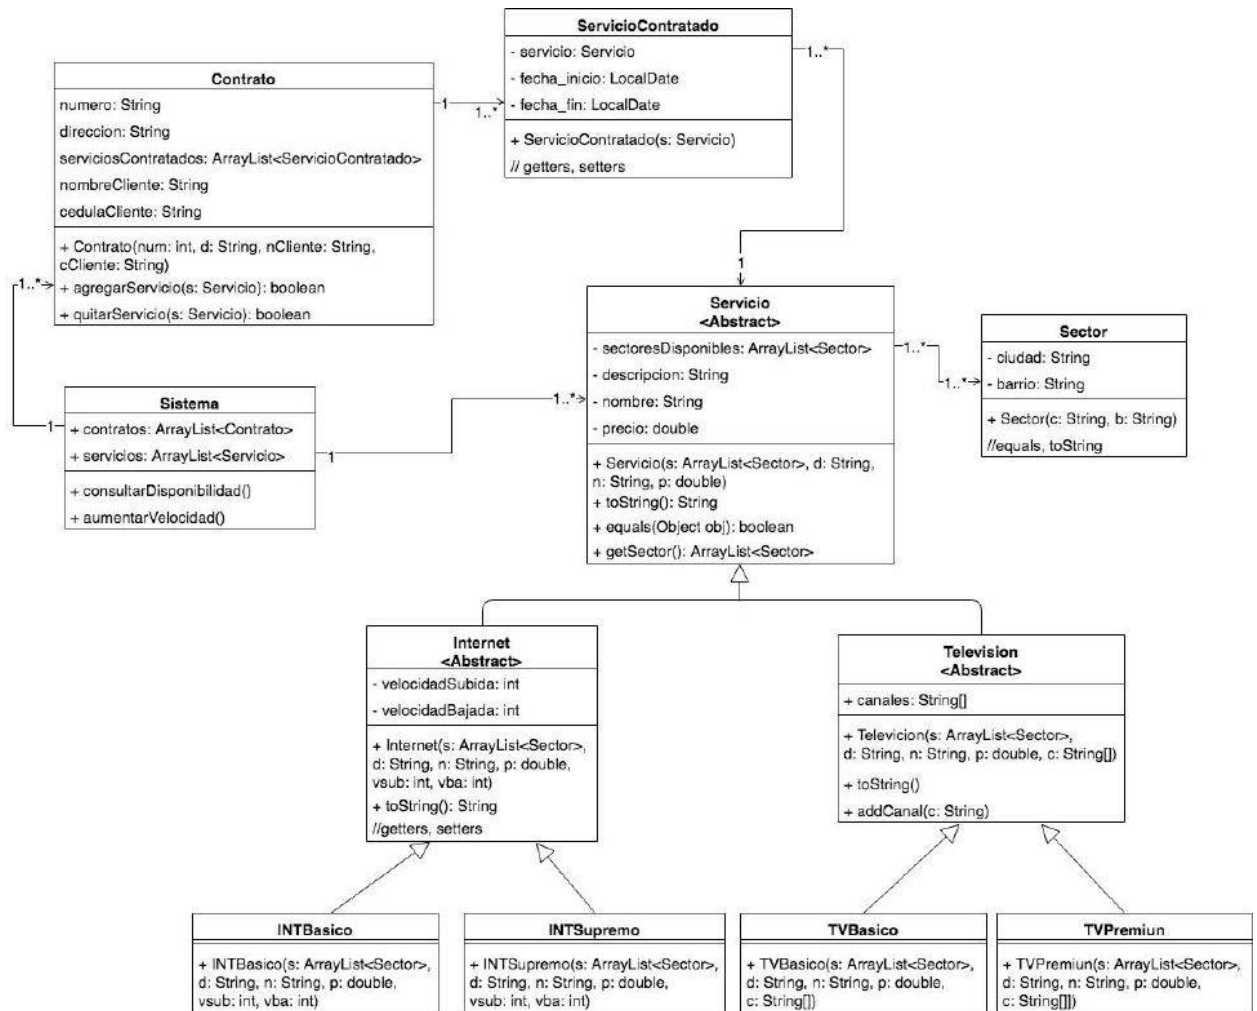 ServicioContratado
- servicio: Servicio
- fecha_inicio: LocalDate
- fecha_fin: LocalDate
+ ServicioContratado(s: Servicio)
// getters, setters
1..*
Contrato
numero: String
direccion: String
serviciosContratados: ArrayList<ServicioContratado>
nombreCliente: String
cedulaCliente: String
+ Contrato(num: int, d: String, nCliente: String,
cCliente: String)
+ agregarServicio(s: Servicio): boolean
+ quitarServicio(s: Servicio): boolean
1
1..*
1..*
1
1
Servicio
<Abstract>
- sectoresDisponibles: ArrayList<Sector>
- descripcion: String
- nombre: String
- precio: double
+ Servicio(s: ArrayList<Sector>, d: String,
n: String, p: double)
+ toString(): String
+ equals(Object obj): boolean
+ getSector(): ArrayList<Sector>
1..*
1..*
Sector
- ciudad: String
- barrio: String
+ Sector(c: String, b: String)
//equals, toString
Sistema
+ contratos: ArrayList<Contrato>
+ servicios: ArrayList<Servicio>
+ consultarDisponibilidad()
+ aumentarVelocidad()
1
1..*
Internet
<Abstract>
- velocidadSubida: int
- velocidadBajada: int
+ Internet(s: ArrayList<Sector>,
d: String, n: String, p: double,
vsub: int, vba: int)
+ toString(): String
//getters, setters
Television
<Abstract>
+ canales: String[]
+ Televicion(s: ArrayList<Sector>,
d: String, n: String, p: double, c: String[])
+ toString()
+ addCanal(c: String)
INTBasico
+ INTBasico(s: ArrayList<Sector>,
d: String, n: String, p: double,
vsub: int, vba: int)
INTSupremo
+ INTSupremo(s: ArrayList<Sector>,
d: String, n: String, p: double,
vsub: int, vba: int)
TVBasico
+ TVBasico(s: ArrayList<Sector>,
d: String, n: String, p: double,
c: String[])
TVPremiun
+ TVPremiun(s: ArrayList<Sector>,
d: String, n: String, p: double,
c: String[]])